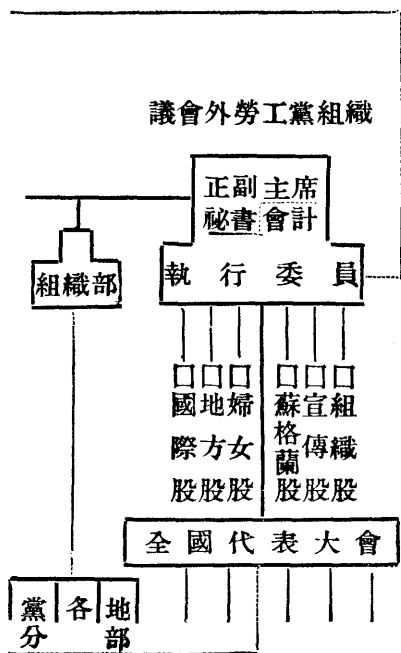 議會外勞工黨組織
正副主席
祕書會計
執行委員
組織部
國際股
地方股
婦女股
蘇格蘭股
宣傳股
組織股
全國代表大會
黨各地
分部